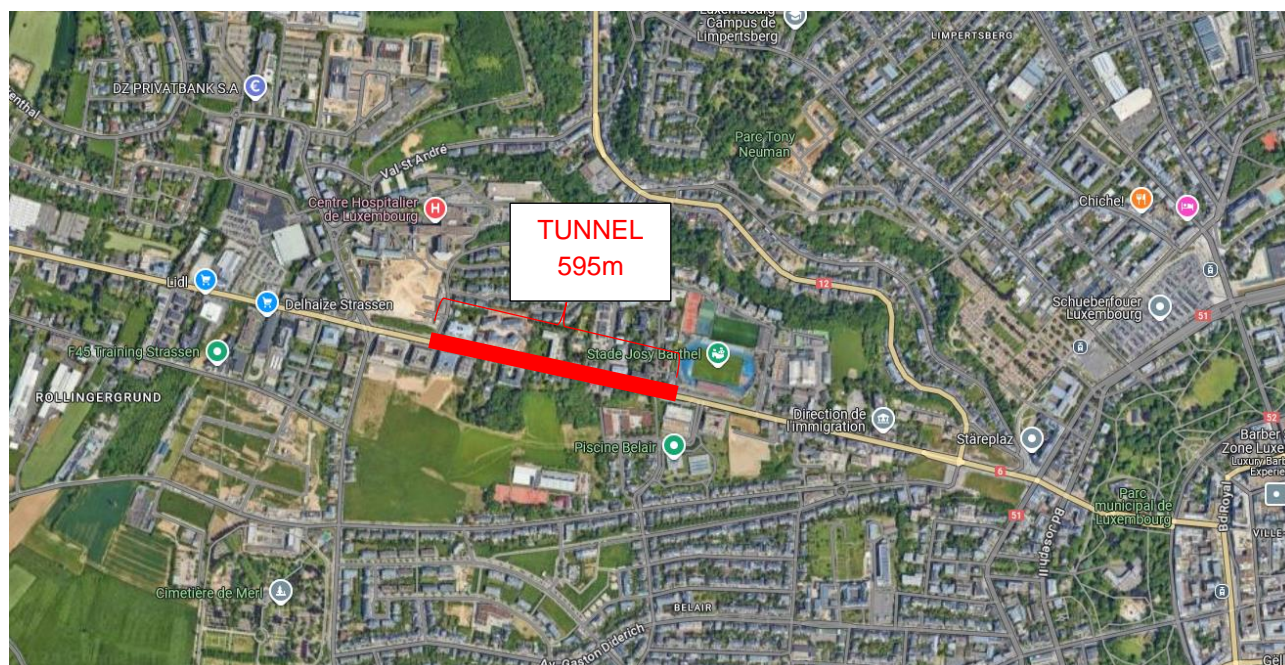 Luxembourg
Campus de
Limpertsberg
LIMPERTSBERG
DZ PRIVATBANK S.A
Val St André
Parc Tony
Neuman
Centre Hospitalier
de Luxembourg
Chiche!
TUNNEL
595m
Lidl
Delhaize Strassen
12
Schueberfouer
Luxembourg
51
F45 Training Strassen
Stade Josy Barthel
ROLLINGERGRUND
Direction de
l'immigration
Stäreplaz
52
Piscine Belair
6
Parc
municipal de
Luxembourg
51
Bd Joseph II
Bd Royal
Cimetière de Merl
BELAIR
Av. Gaston Diderich